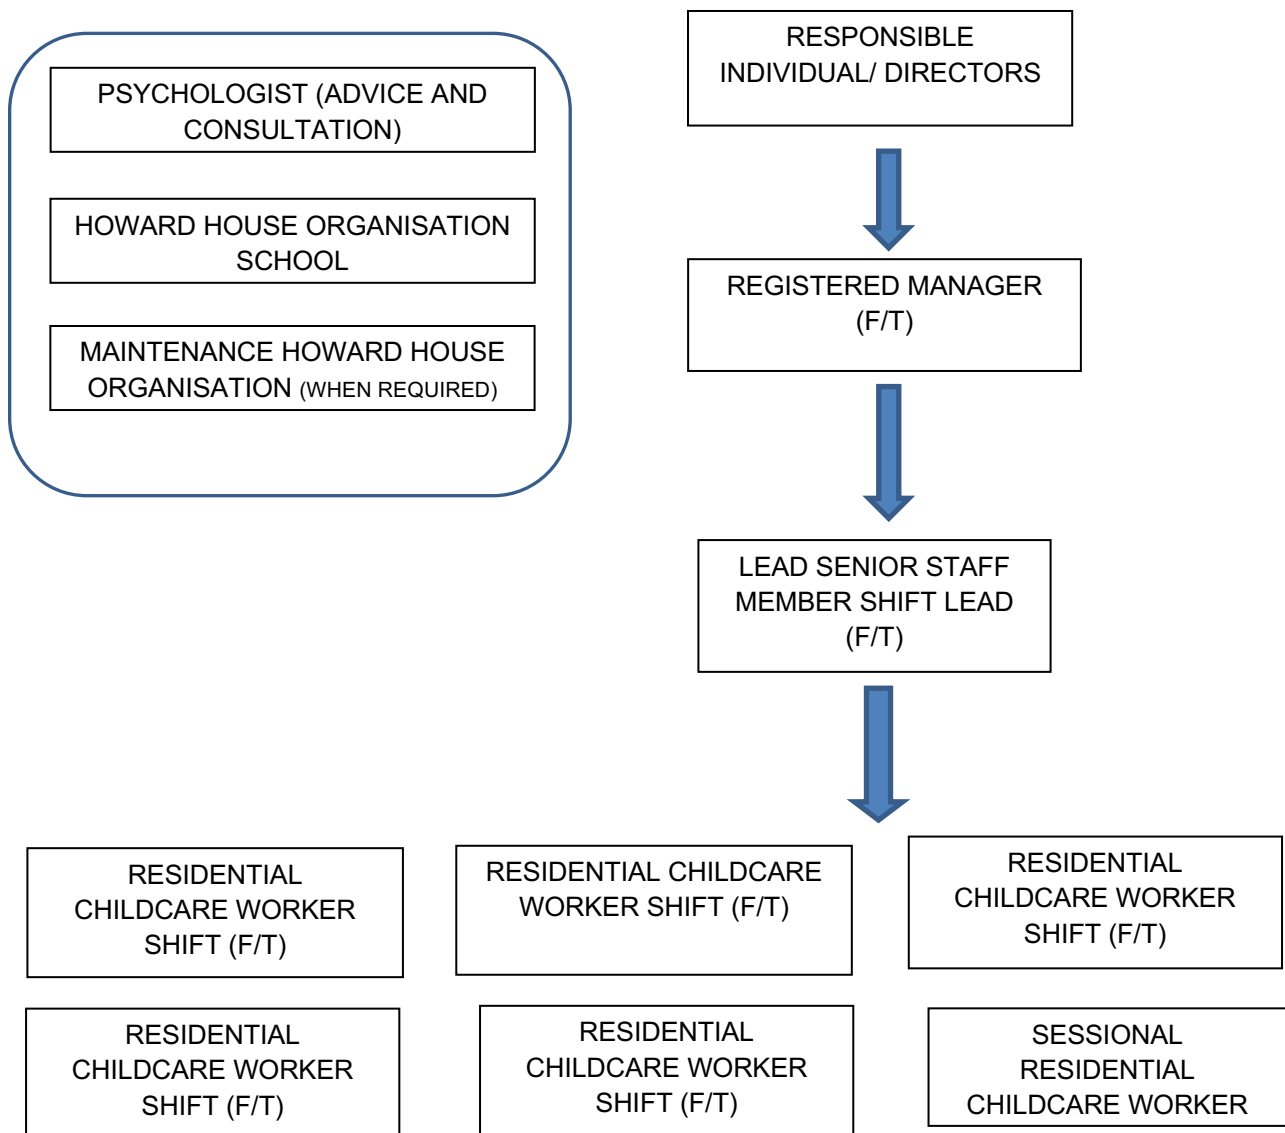 PSYCHOLOGIST (ADVICE AND
CONSULTATION)
HOWARD HOUSE ORGANISATION
SCHOOL
MAINTENANCE HOWARD HOUSE
ORGANISATION (WHEN REQUIRED)
RESPONSIBLE
INDIVIDUAL/ DIRECTORS
REGISTERED MANAGER
(F/T)
LEAD SENIOR STAFF
MEMBER SHIFT LEAD
(F/T)
RESIDENTIAL
CHILDCARE WORKER
SHIFT (F/T)
RESIDENTIAL CHILDCARE
WORKER SHIFT (F/T)
RESIDENTIAL
CHILDCARE WORKER
SHIFT (F/T)
RESIDENTIAL
CHILDCARE WORKER
SHIFT (F/T)
RESIDENTIAL
CHILDCARE WORKER
SHIFT (F/T)
SESSIONAL
RESIDENTIAL
CHILDCARE WORKER